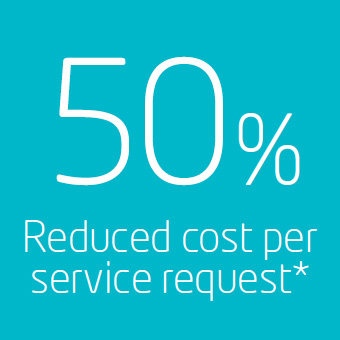 50%
Reduced cost per
service request*